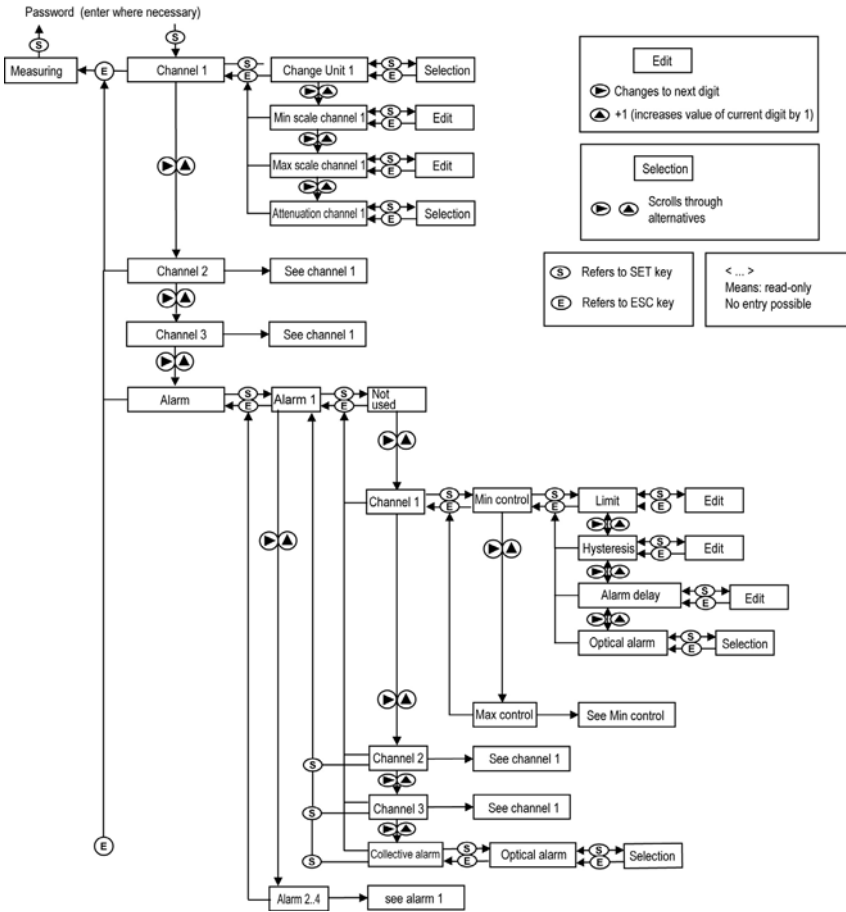 Password (enter where necessary)
S
S
Measuring
E
Channel 1
S
E
Change Unit 1
S
E
Selection
Min scale channel 1
S
E
Edit
Max scale channel 1
S
E
Edit
Attenuation channel 1
S
E
Selection
Edit
Changes to next digit
+1 (increases value of current digit by 1)
Selection
Scrolls through
alternatives
S Refers to SET key
E Refers to ESC key
< ... >
Means: read-only
No entry possible
Channel 2
See channel 1
Channel 3
See channel 1
Alarm
S
E
Alarm 1
S
E
Not
used
Channel 1
S
E
Min control
S
E
Limit
S
E
Edit
Hysteresis
S
E
Edit
Alarm delay
S
E
Edit
Optical alarm
S
E
Selection
Max control
See Min control
Channel 2
See channel 1
S
Channel 3
See channel 1
S
E
Collective alarm
S
E
Optical alarm
S
E
Selection
S
Alarm 2..4
see alarm 1